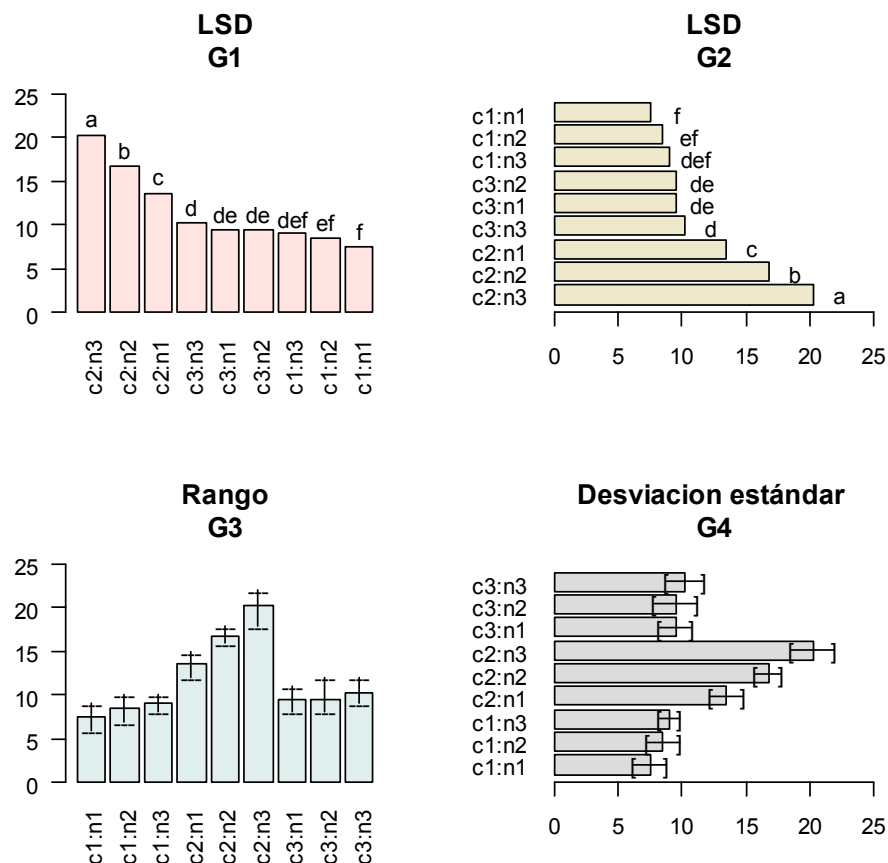 LSD
G1
25
20
15
10
5
0
a
b
c
d
de
de
def
ef
f
c2:n3
c2:n2
c2:n1
c3:n3
c3:n1
c3:n2
c1:n3
c1:n2
c1:n1
LSD
G2
c1:n1 f
c1:n2 ef
c1:n3 def
c3:n2 de
c3:n1 de
c3:n3 d
c2:n1 c
c2:n2 b
c2:n3 a
0 5 10 15 20 25
Rango
G3
25
20
15
10
5
0
c1:n1
c1:n2
c1:n3
c2:n1
c2:n2
c2:n3
c3:n1
c3:n2
c3:n3
Desviacion estándar
G4
c3:n3
c3:n2
c3:n1
c2:n3
c2:n2
c2:n1
c1:n3
c1:n2
c1:n1
0 5 10 15 20 25